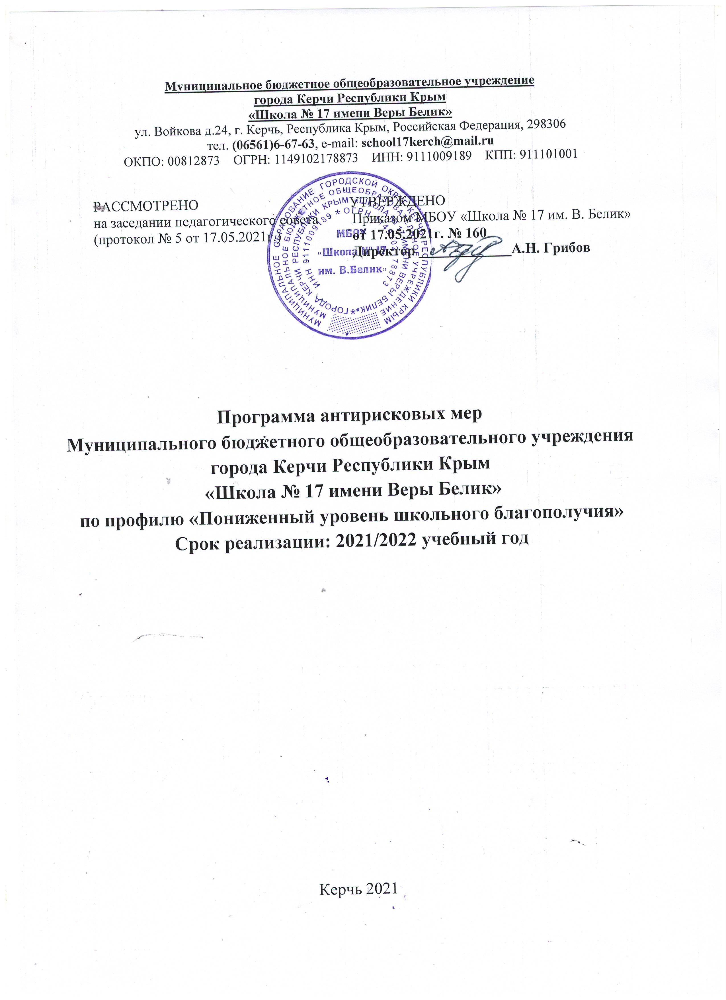 Муниципальное бюджетное общеобразовательное учреждение
города Керчи Республики Крым
«Школа № 17 имени Веры Белик»
ул. Войкова д.24, г. Керчь, Республика Крым, Российская Федерация, 298306
тел. (06561)6-67-63, e-mail: school17kerch@mail.ru
ОКПО: 00812873 ОГРН: 1149102178873 ИНН: 9111009189 КПП: 911101001
РАССМОТРЕНО
на заседании педагогического совета
(протокол № 5 от 17.05.2021г.)
УТВЕРЖДЕНО
Приказом МБОУ «Школа № 17 им. В. Белик»
от 17.05.2021г. № 160
Директор ______________А.Н. Грибов
МУНИЦИПАЛЬНОЕ ОБРАЗОВАНИЕ ГОРОДСКОЙ ОКРУГ КЕРЧЬ РЕСПУБЛИКИ КРЫМ
МУНИЦИПАЛЬНОЕ БЮДЖЕТНОЕ ОБЩЕОБРАЗОВАТЕЛЬНОЕ УЧРЕЖДЕНИЕ
ГОРОДА КЕРЧИ РЕСПУБЛИКИ КРЫМ «ШКОЛА № 17 ИМЕНИ ВЕРЫ БЕЛИК»
ИНН 9111009189 * ОГРН 1149102178873
МБОУ
«Школа № 17
им. В.Белик»
Программа антирисковых мер
Муниципального бюджетного общеобразовательного учреждения
города Керчи Республики Крым
«Школа № 17 имени Веры Белик»
по профилю «Пониженный уровень школьного благополучия»
Срок реализации: 2021/2022 учебный год
Керчь 2021